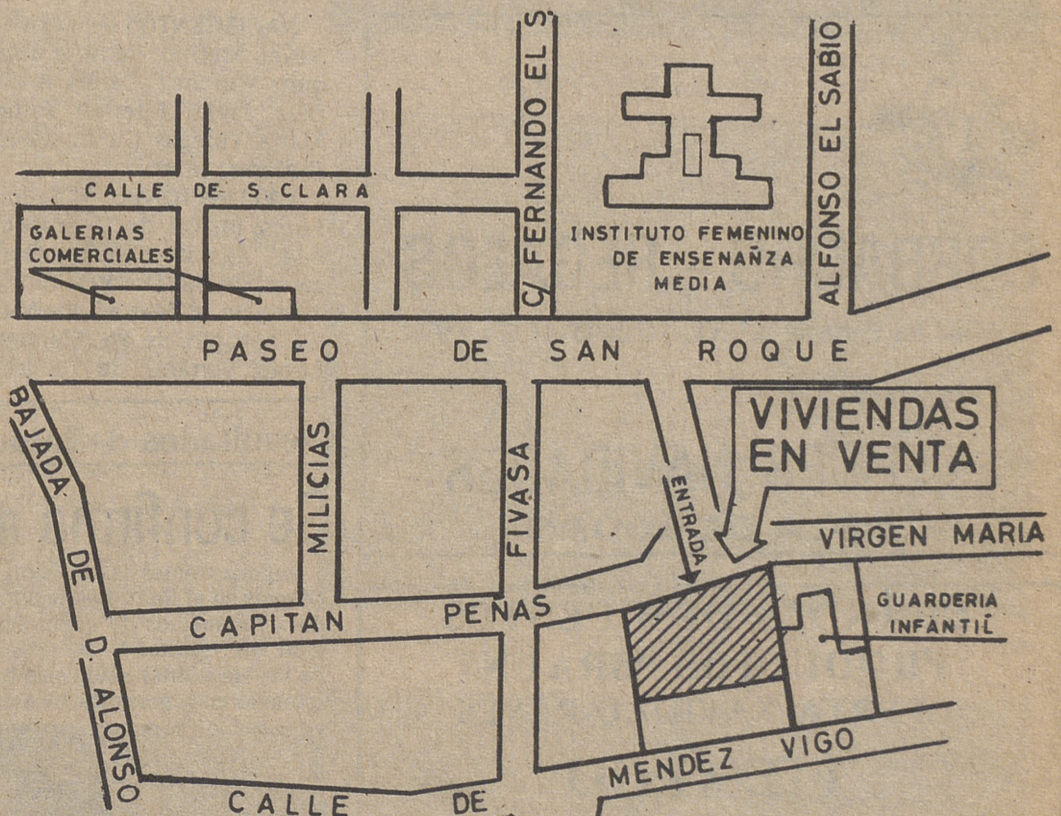 C/ FERNANDO EL S.
ALFONSO EL SABIO
CALLE DE S. CLARA
GALERIAS
COMERCIALES
INSTITUTO FEMENINO
DE ENSENAÑZA
MEDIA
PASEO DE SAN ROQUE
BAJADA DE D. ALONSO
MILICIAS
FIVASA
ENTRADA
VIVIENDAS
EN VENTA
VIRGEN MARIA
CAPITAN PEÑAS
GUARDERIA
INFANTIL
MENDEZ VIGO
CALLE DE